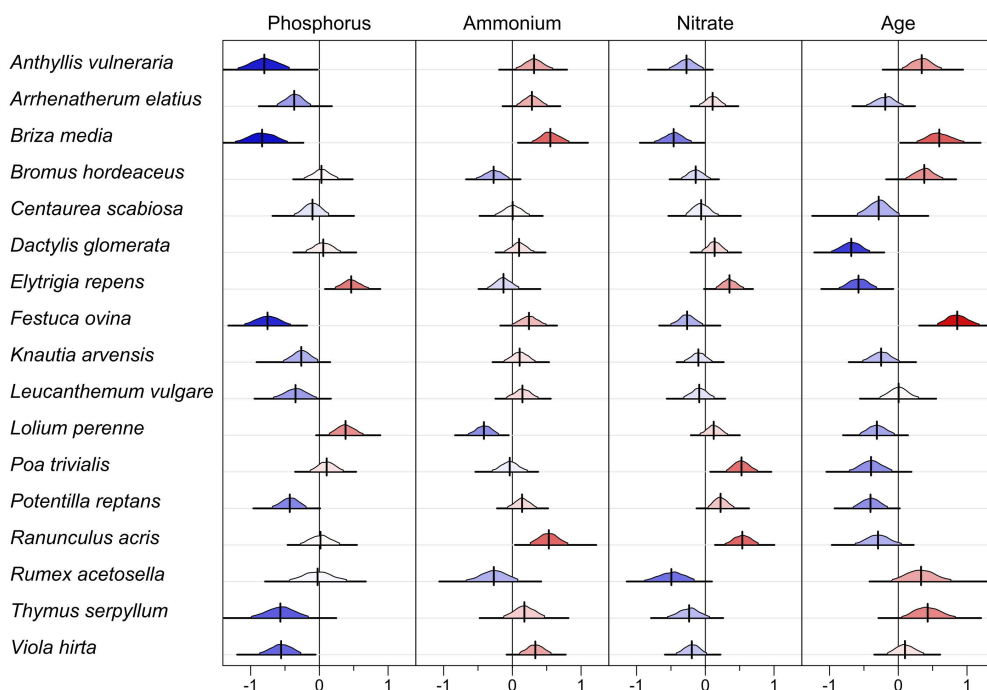 Phosphorus Ammonium Nitrate Age
Anthyllis vulneraria
Arrhenatherum elatius
Briza media
Bromus hordeaceus
Centaurea scabiosa
Dactylis glomerata
Elytrigia repens
Festuca ovina
Knautia arvensis
Leucanthemum vulgare
Lolium perenne
Poa trivialis
Potentilla reptans
Ranunculus acris
Rumex acetosella
Thymus serpyllum
Viola hirta
-1 0 1 -1 0 1 -1 0 1 -1 0 1